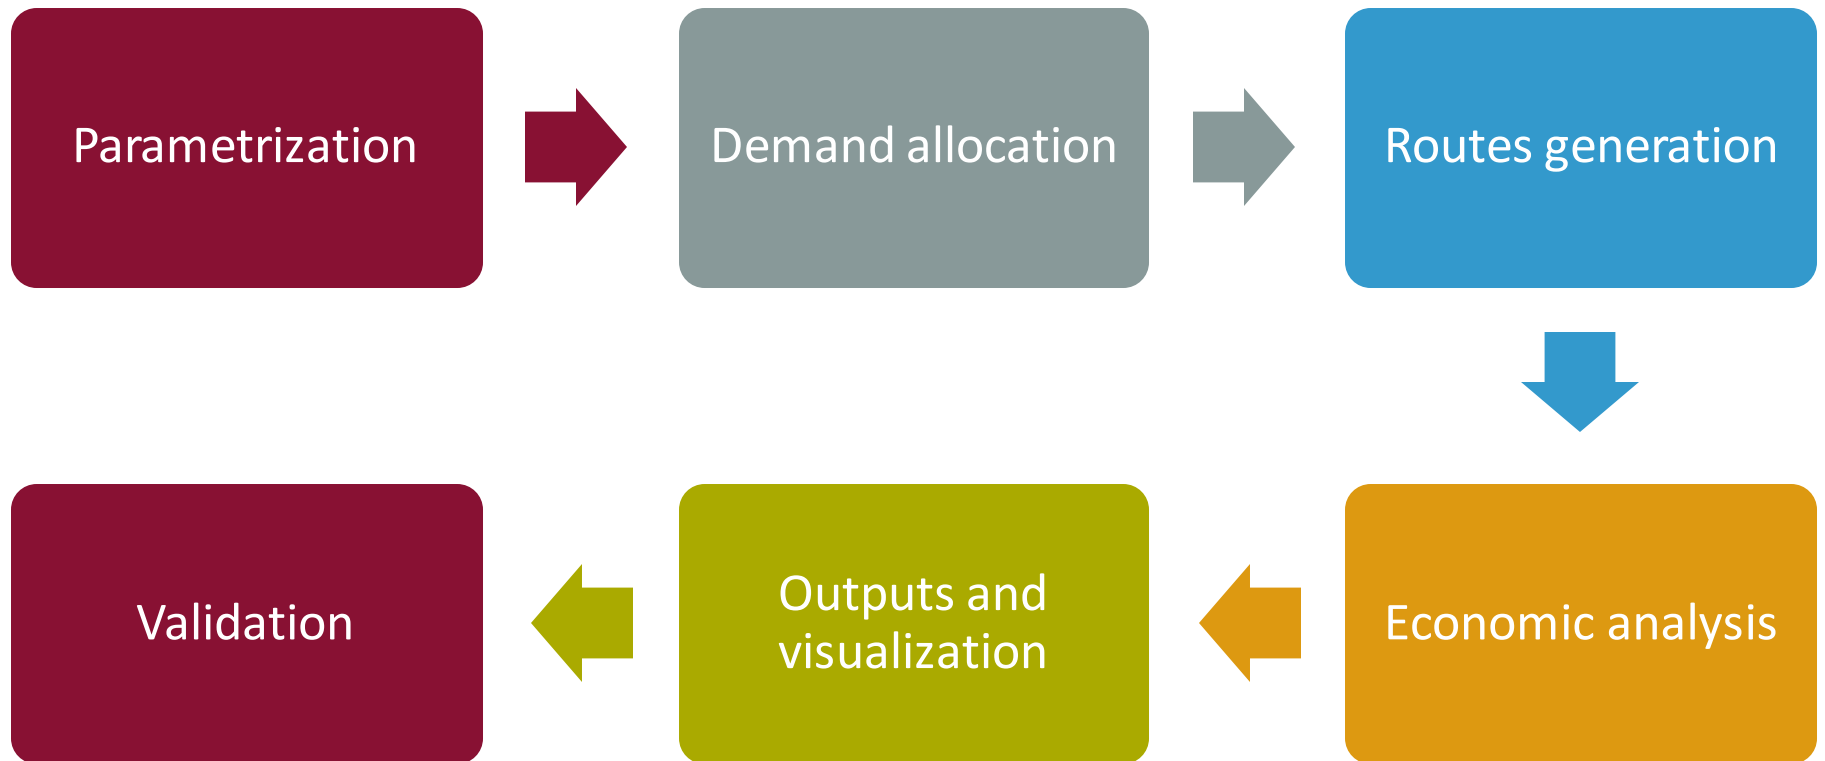 Parametrization
Demand allocation
Routes generation
Economic analysis
Outputs and
visualization
Validation